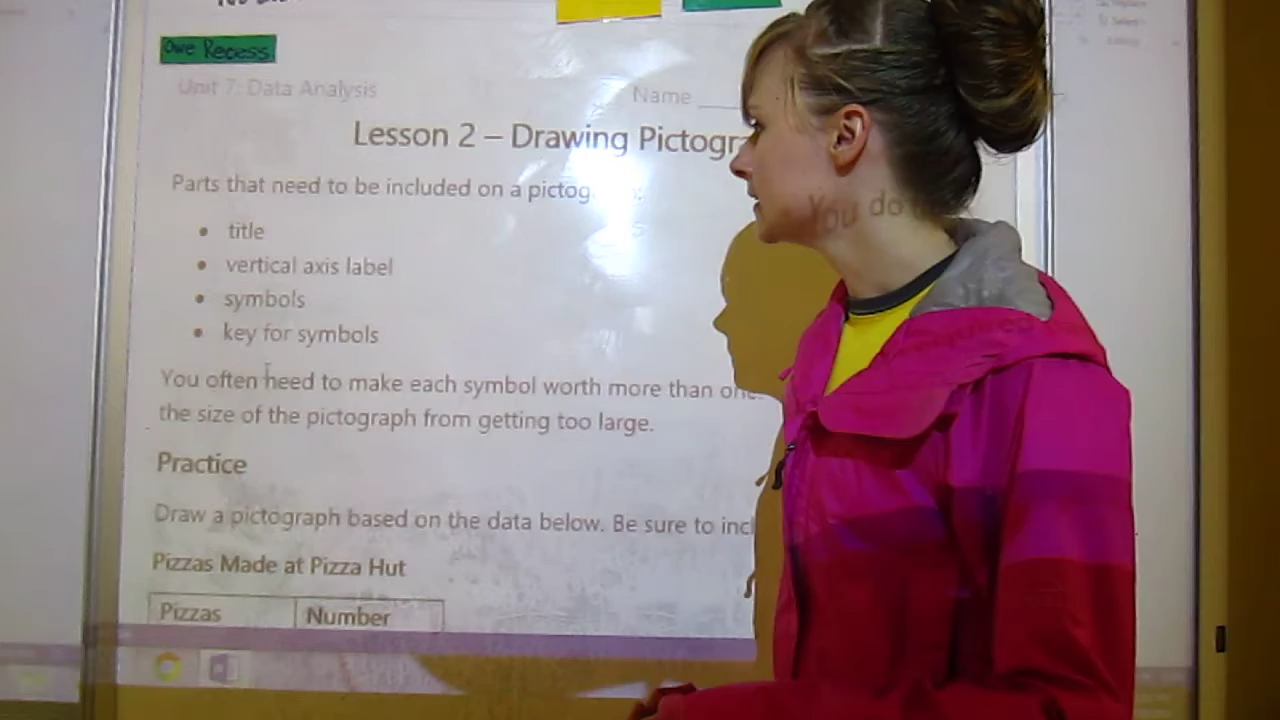 Owe Recess
Unit 7: Data Analysis
Name
Lesson 2 – Drawing Pictogra
Parts that need to be included on a pictog
• title
• vertical axis label
• symbols
• key for symbols
You do
You often need to make each symbol worth more than one
the size of the pictograph from getting too large.
Practice
Draw a pictograph based on the data below. Be sure to incl
Pizzas Made at Pizza Hut
Pizzas Number